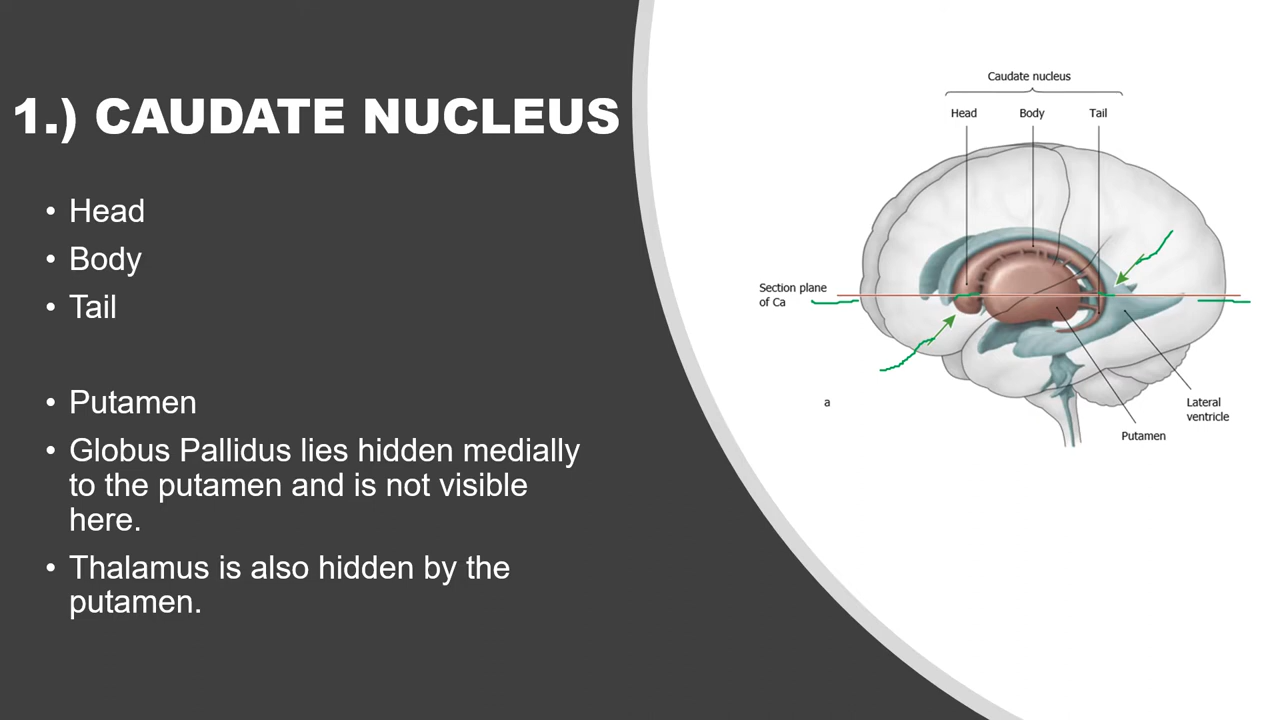 1.) CAUDATE NUCLEUS
• Head
• Body
• Tail
• Putamen
• Globus Pallidus lies hidden medially
to the putamen and is not visible
here.
• Thalamus is also hidden by the
putamen.
Caudate nucleus
Head
Body
Tail
Section plane
of Ca
a
Lateral
ventricle
Putamen